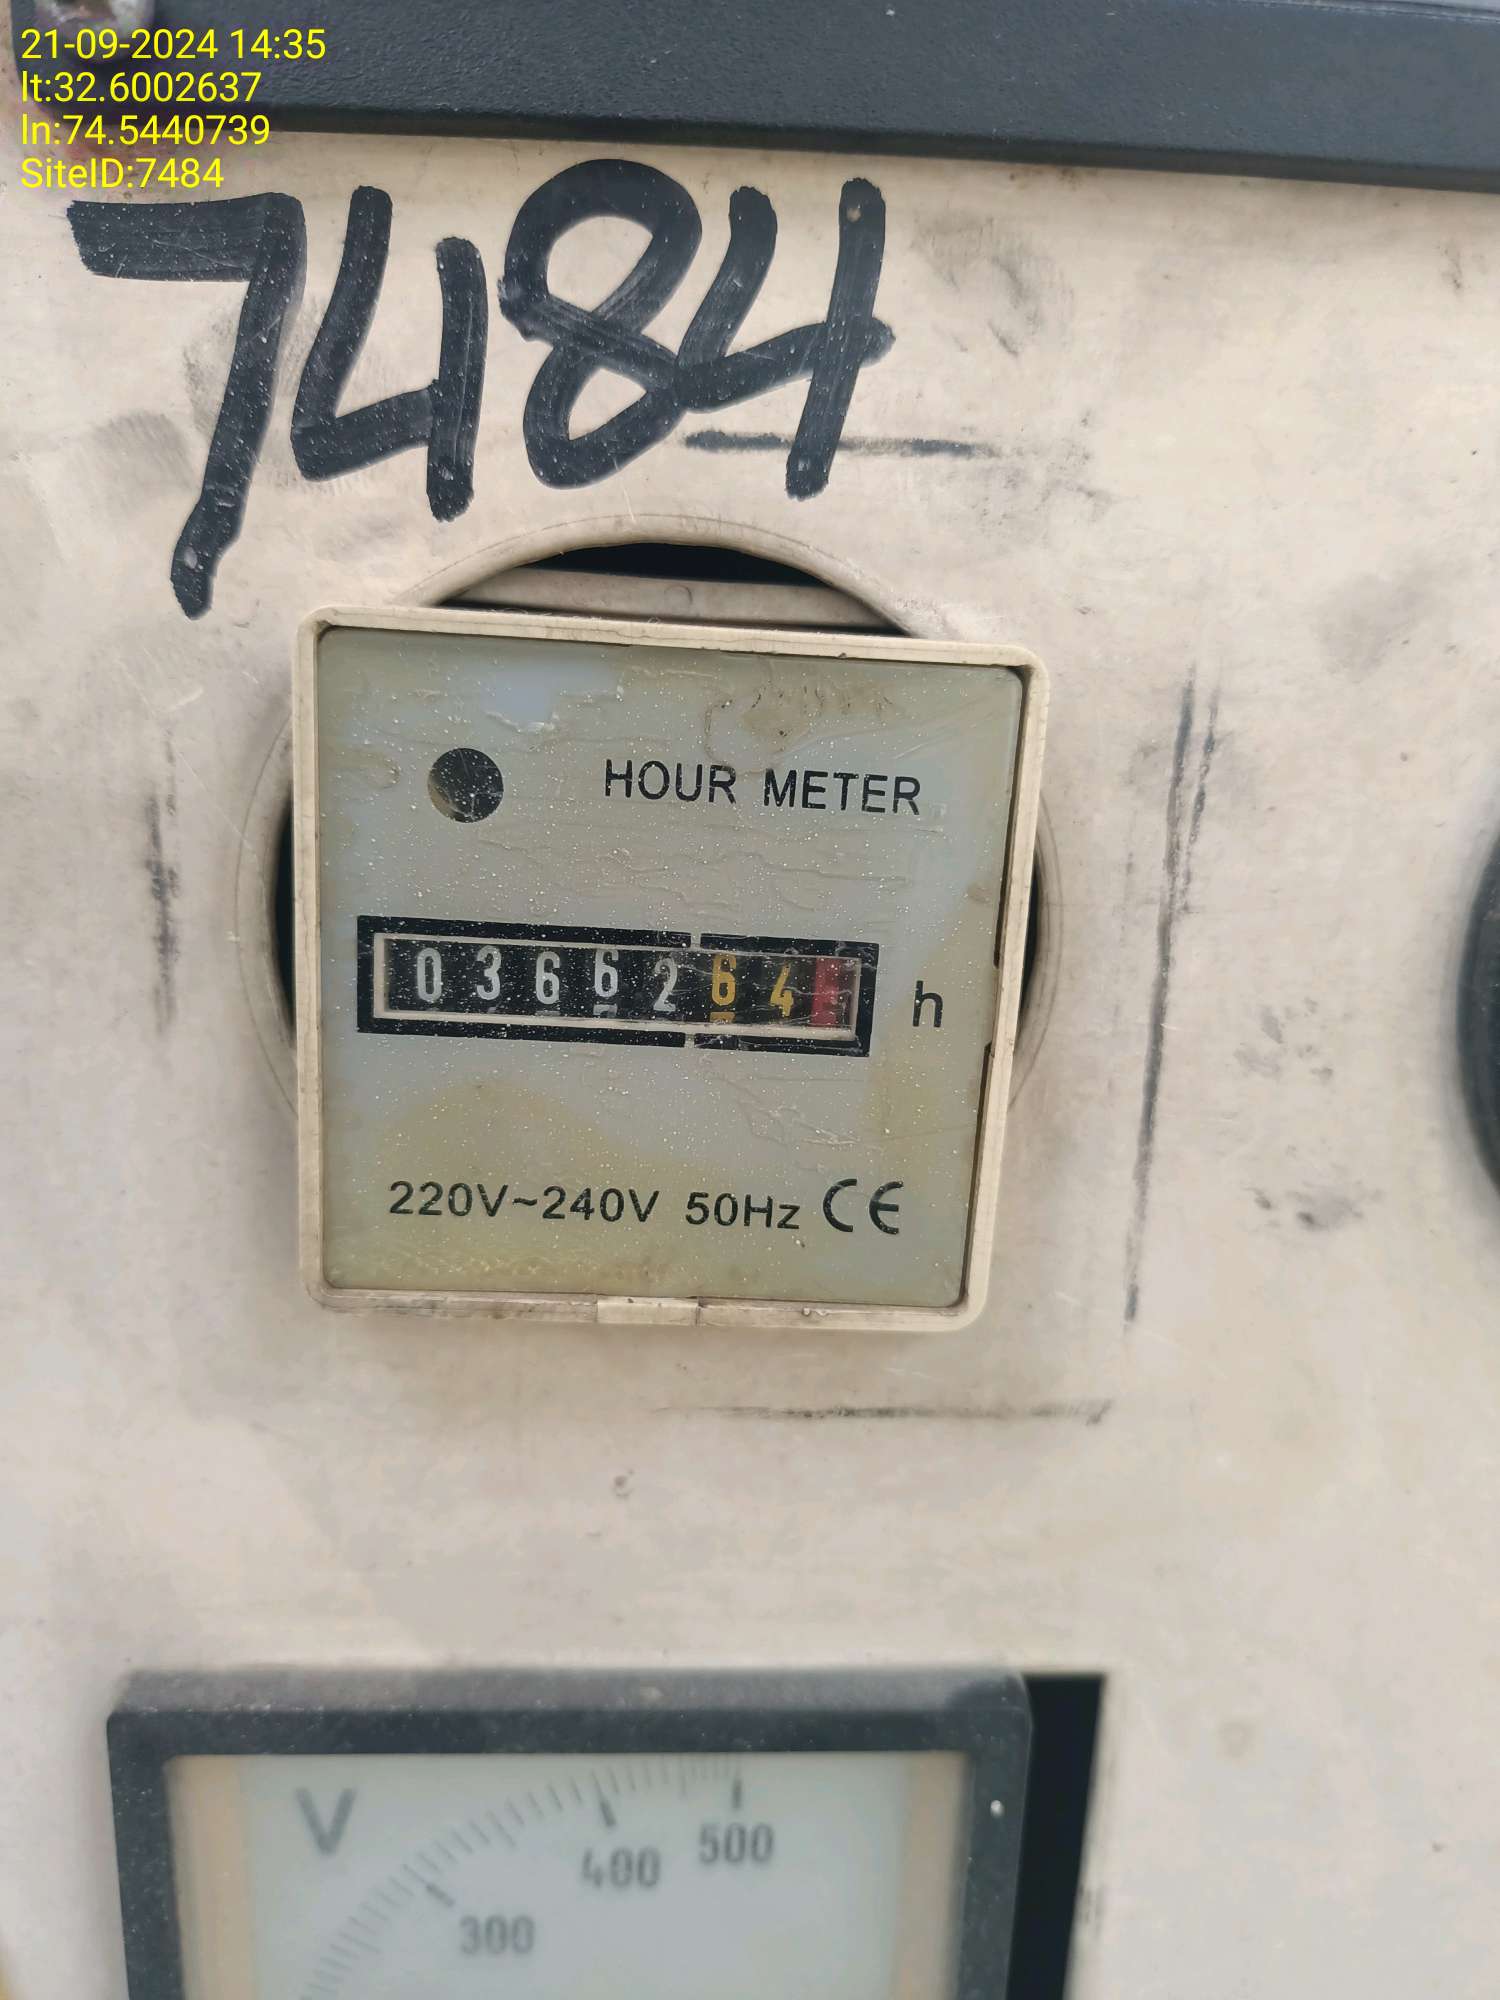 21-09-2024 14:35
lt:32.6002637
ln:74.5440739
SiteID:7484
7484
HOUR METER
0366264 h
220V~240V 50Hz CE
V
300 400 500